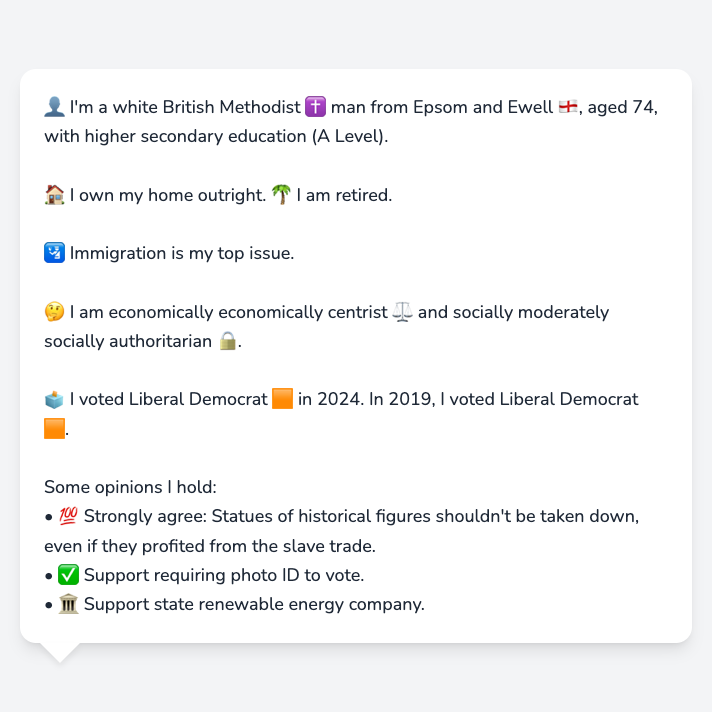 👤 I'm a white British Methodist ✝️ man from Epsom and Ewell 🏴󠁧󠁢󠁥󠁮󠁧󠁿, aged 74,
with higher secondary education (A Level).
🏠 I own my home outright. 🌴 I am retired.
🛂 Immigration is my top issue.
🤔 I am economically economically centrist ⚖️ and socially moderately
socially authoritarian 🔒.
🗳️ I voted Liberal Democrat 🟧 in 2024. In 2019, I voted Liberal Democrat
🟧.
Some opinions I hold:
• 💯 Strongly agree: Statues of historical figures shouldn't be taken down,
even if they profited from the slave trade.
• ✅ Support requiring photo ID to vote.
• 🏛️ Support state renewable energy company.